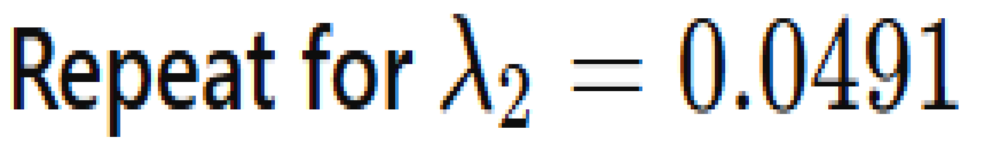 Repeat for λ₂ = 0.0491